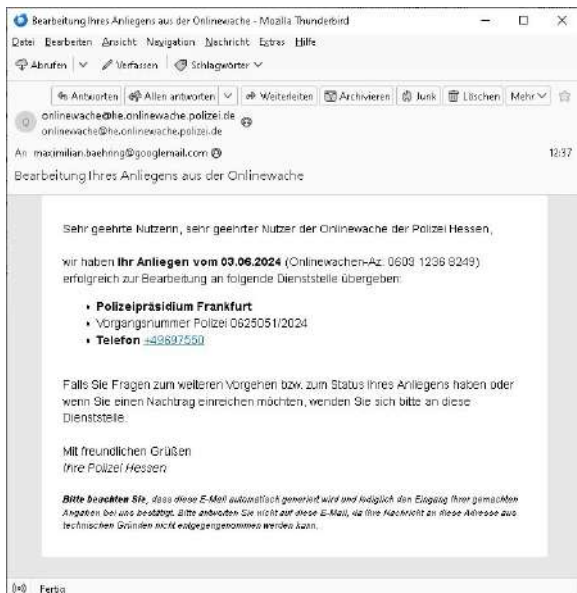 Bearbeitung Ihres Anliegens aus der Onlinewache - Mozilla Thunderbird
Datei Bearbeiten Ansicht Navigation Nachricht Extras Hilfe
Abrufen Verfassen Schlagwörter
Antworten Allen antworten Weiterleiten Archivieren Junk Löschen Mehr
onlinewache@he.onlinewache.polizei.de
onlinewache@he.onlinewache.polizei.de
An maximilian.baehring@googlemail.com 12:37
Bearbeitung Ihres Anliegens aus der Onlinewache
Sehr geehrte Nutzerin, sehr geehrter Nutzer der Onlinewache der Polizei Hessen,
wir haben Ihr Anliegen vom 03.06.2024 (Onlinewachen-Az: 0603 1236 8249)
erfolgreich zur Bearbeitung an folgende Dienststelle übergeben:
• Polizeipräsidium Frankfurt
• Vorgangsnummer Polizei 0625051/2024
• Telefon +49697550
Falls Sie Fragen zum weiteren Vorgehen bzw. zum Status Ihres Anliegens haben oder
wenn Sie einen Nachtrag einreichen möchten, wenden Sie sich bitte an diese
Dienststelle.
Mit freundlichen Grüßen
Ihre Polizei Hessen
Bitte beachten Sie, dass diese E-Mail automatisch generiert wird und lediglich den Eingang Ihrer gemachten
Angaben bei uns bestätigt. Bitte antworten Sie nicht auf diese E-Mail, da Ihre Nachricht an diese Adresse aus
technischen Gründen nicht entgegengenommen werden kann.
Fertig